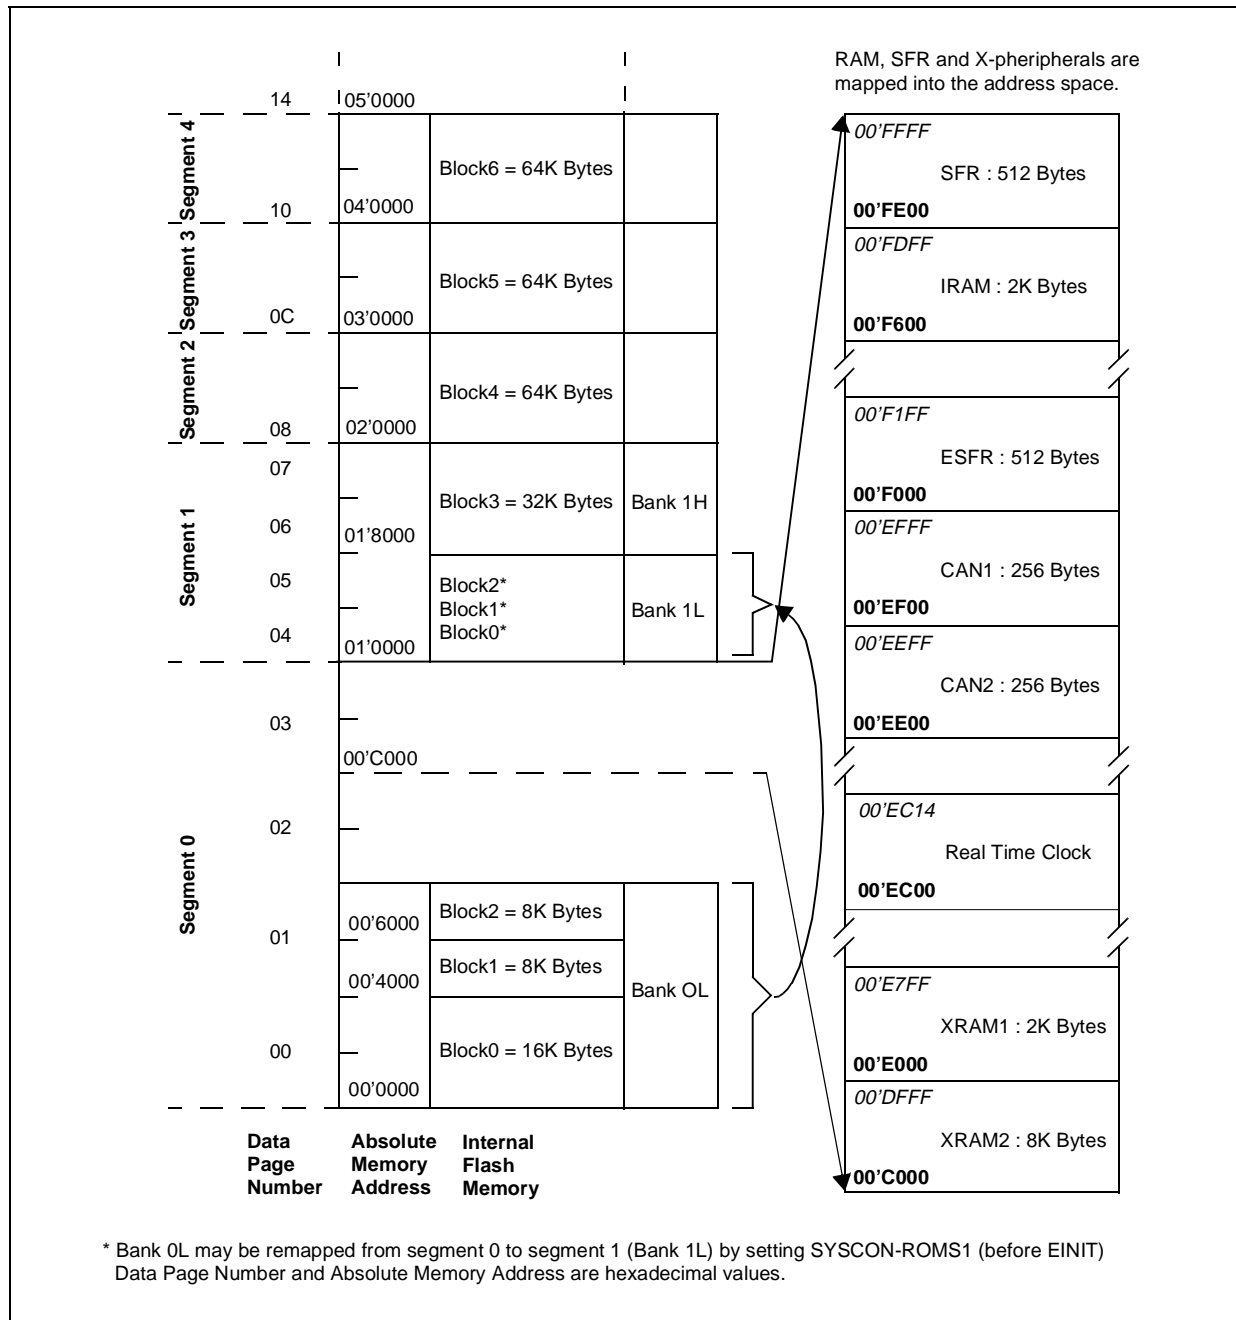 RAM, SFR and X-pheripherals are
mapped into the address space.
14 05'0000
Segment 4
Block6 = 64K Bytes
10 04'0000
Segment 3
Block5 = 64K Bytes
0C 03'0000
Segment 2
Block4 = 64K Bytes
08 02'0000
Segment 1
07
Block3 = 32K Bytes Bank 1H
06 01'8000
05
Block2*
Block1* Bank 1L
Block0*
04 01'0000
Segment 0
03
00'C000
02
Block2 = 8K Bytes
00'6000
01
Block1 = 8K Bytes
00'4000
Bank OL
00
Block0 = 16K Bytes
00'0000
Data Page Number
Absolute Memory Address
Internal Flash Memory
00'FFFF
SFR : 512 Bytes
00'FE00
00'FDFF
IRAM : 2K Bytes
00'F600
00'F1FF
ESFR : 512 Bytes
00'F000
00'EFFF
CAN1 : 256 Bytes
00'EF00
00'EEFF
CAN2 : 256 Bytes
00'EE00
00'EC14
Real Time Clock
00'EC00
00'E7FF
XRAM1 : 2K Bytes
00'E000
00'DFFF
XRAM2 : 8K Bytes
00'C000
* Bank 0L may be remapped from segment 0 to segment 1 (Bank 1L) by setting SYSCON-ROMS1 (before EINIT)
Data Page Number and Absolute Memory Address are hexadecimal values.